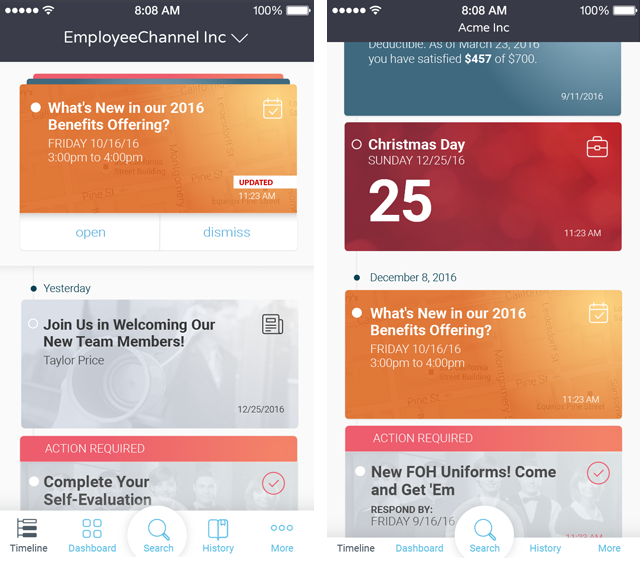 8:08 AM
100%
EmployeeChannel Inc
What's New in our 2016
Benefits Offering?
FRIDAY 10/16/16
3:00pm to 4:00pm
UPDATED
11:23 AM
open
dismiss
Yesterday
Join Us in Welcoming Our
New Team Members!
Taylor Price
12/25/2016
ACTION REQUIRED
Complete Your
Self-Evaluation
Timeline
Dashboard
Search
History
More
8:08 AM
100%
Acme Inc
Deductible. As of March 23, 2016
you have satisfied $457 of $700.
9/11/2016
Christmas Day
SUNDAY 12/25/16
25
11:23 AM
December 8, 2016
What's New in our 2016
Benefits Offering?
FRIDAY 10/16/16
3:00pm to 4:00pm
11:23 AM
ACTION REQUIRED
New FOH Uniforms! Come
and Get 'Em
RESPOND BY:
FRIDAY 9/16/16
11:23 AM
Timeline
Dashboard
Search
History
More